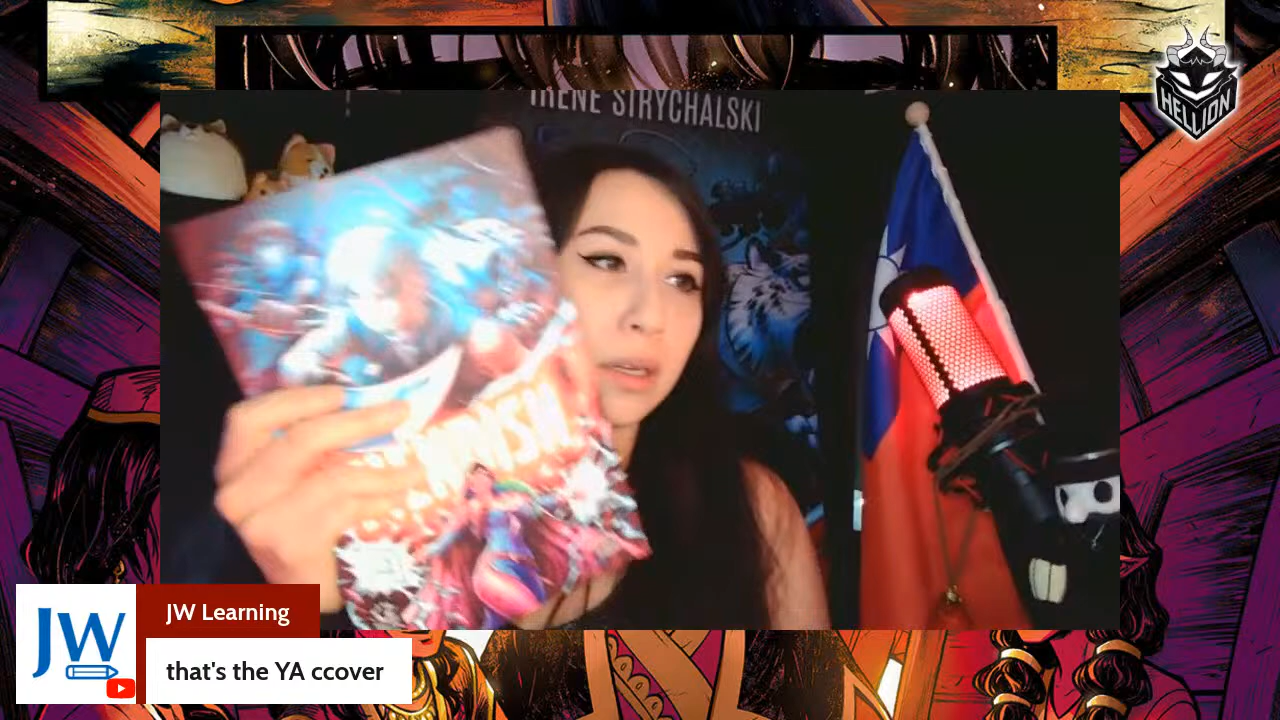 IRENE STRYCHALSKI
HELLION
JW
JW Learning
that's the YA ccover